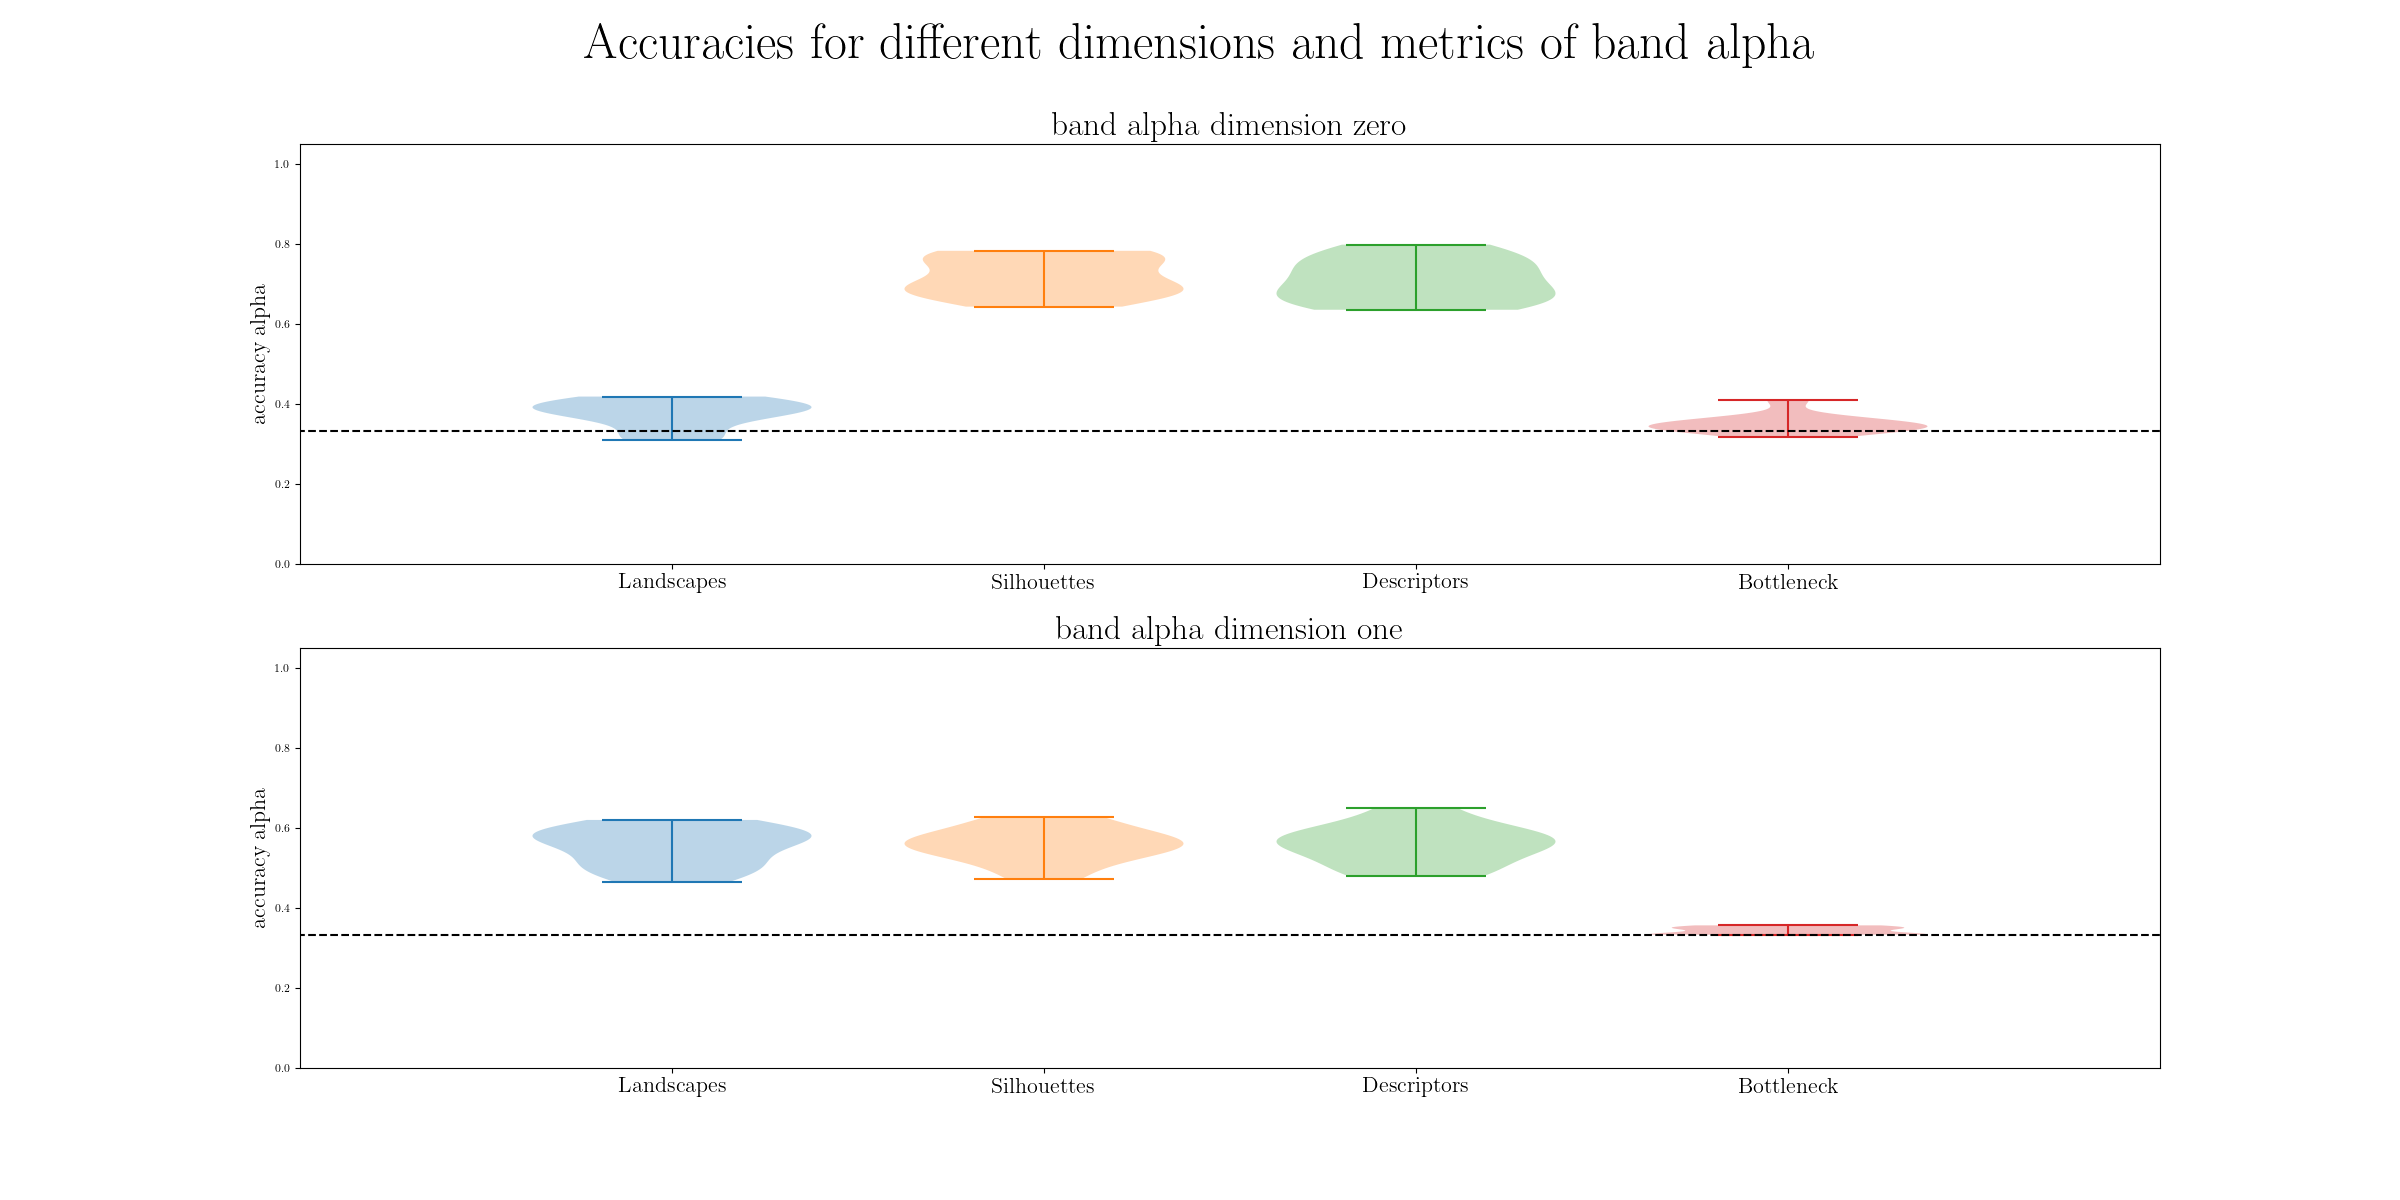 Accuracies for different dimensions and metrics of band alpha
band alpha dimension zero
accuracy alpha
1.0
0.8
0.6
0.4
0.2
0.0
Landscapes Silhouettes Descriptors Bottleneck
band alpha dimension one
accuracy alpha
1.0
0.8
0.6
0.4
0.2
0.0
Landscapes Silhouettes Descriptors Bottleneck